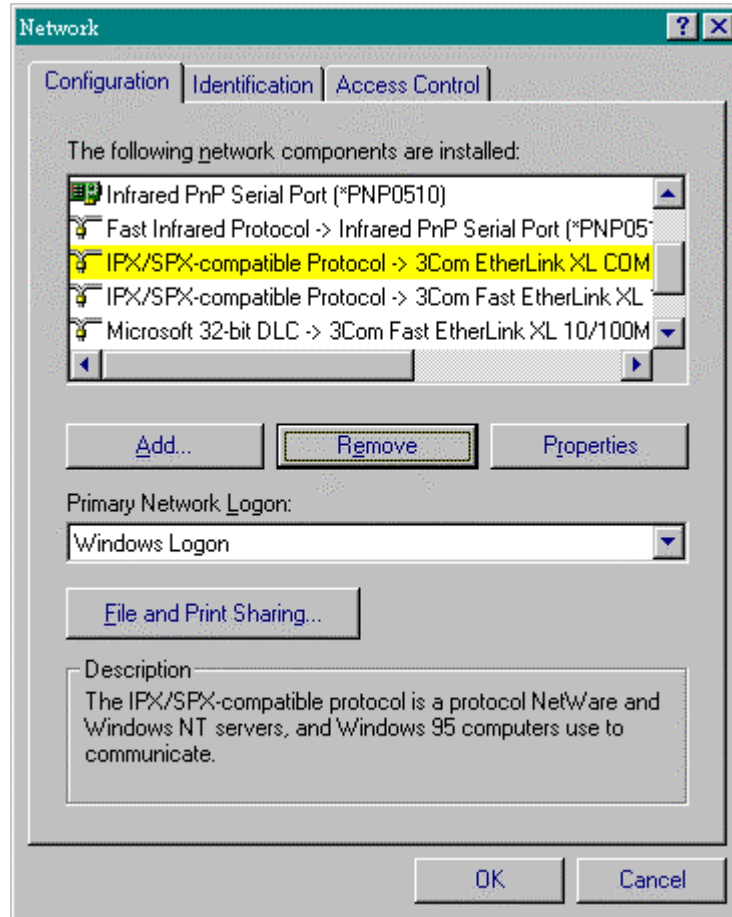 Network
Configuration Identification Access Control
The following network components are installed:
Infrared PnP Serial Port (*PNP0510)
Fast Infrared Protocol -> Infrared PnP Serial Port (*PNP05
IPX/SPX-compatible Protocol -> 3Com EtherLink XL COM
IPX/SPX-compatible Protocol -> 3Com Fast EtherLink XL
Microsoft 32-bit DLC -> 3Com Fast EtherLink XL 10/100M
Add... Remove Properties
Primary Network Logon:
Windows Logon
File and Print Sharing...
Description
The IPX/SPX-compatible protocol is a protocol NetWare and
Windows NT servers, and Windows 95 computers use to
communicate.
OK Cancel